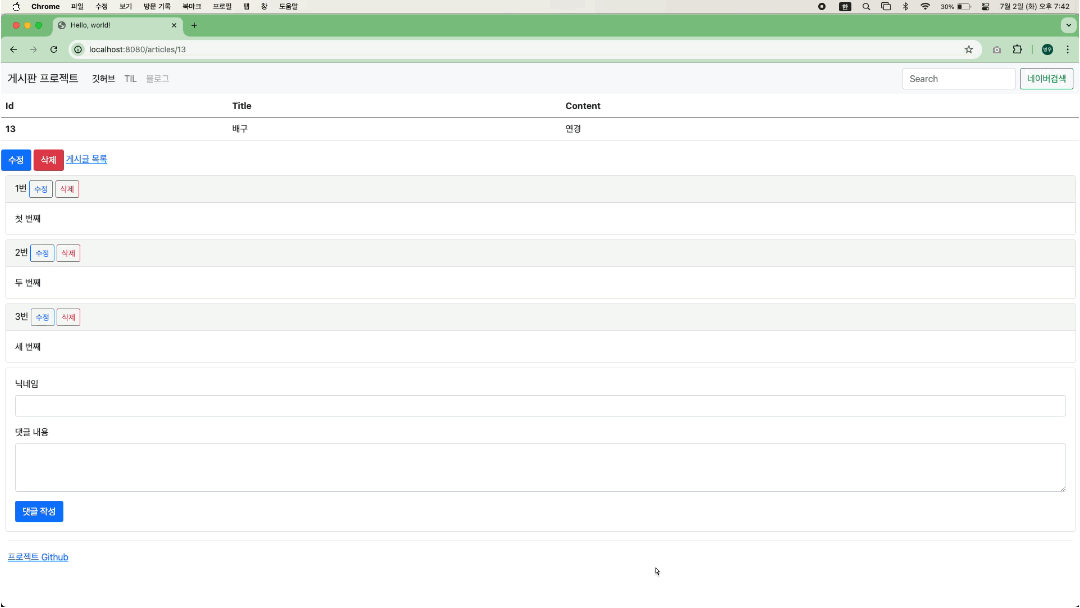 Chrome 파일 수정 보기 방문 기록 북마크 프로필 탭 창 도움말 한 30% 7월 2일 (화) 오후 7:42
Hello, world!
localhost:8080/articles/13
게시판 프로젝트 깃허브 TIL 블로그 Search 네이버검색
Id Title Content
13 배구 연경
수정 삭제 게시글 목록
1번 수정 삭제
첫 번째
2번 수정 삭제
두 번째
3번 수정 삭제
세 번째
닉네임
댓글 내용
댓글 작성
프로젝트 Github